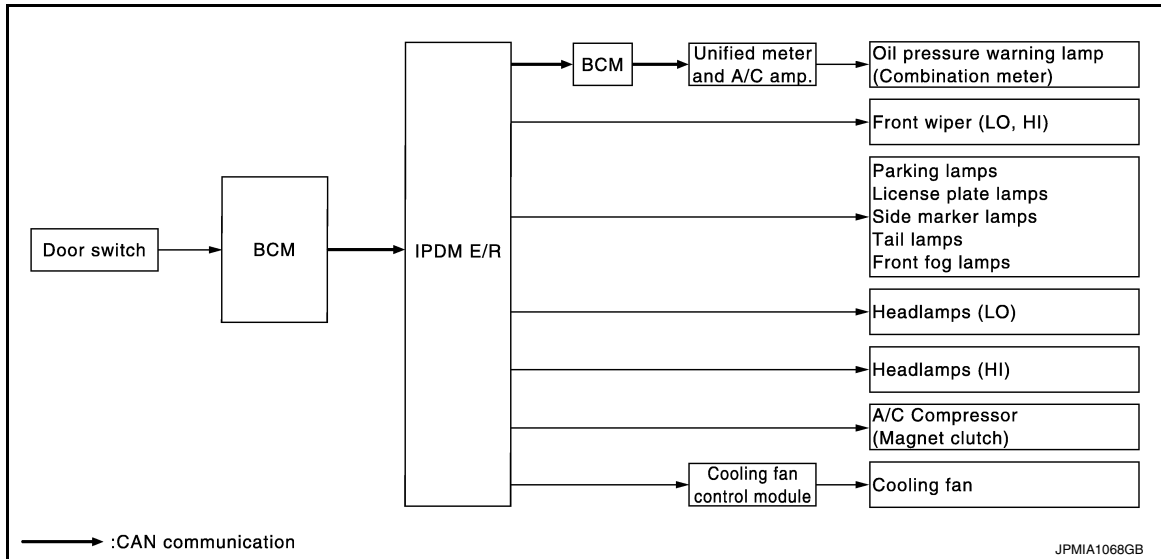 Door switch
BCM
IPDM E/R
BCM
Unified meter
and A/C amp.
Oil pressure warning lamp
(Combination meter)
Front wiper (LO, HI)
Parking lamps
License plate lamps
Side marker lamps
Tail lamps
Front fog lamps
Headlamps (LO)
Headlamps (HI)
A/C Compressor
(Magnet clutch)
Cooling fan
control module
Cooling fan
:CAN communication
JPMIA1068GB